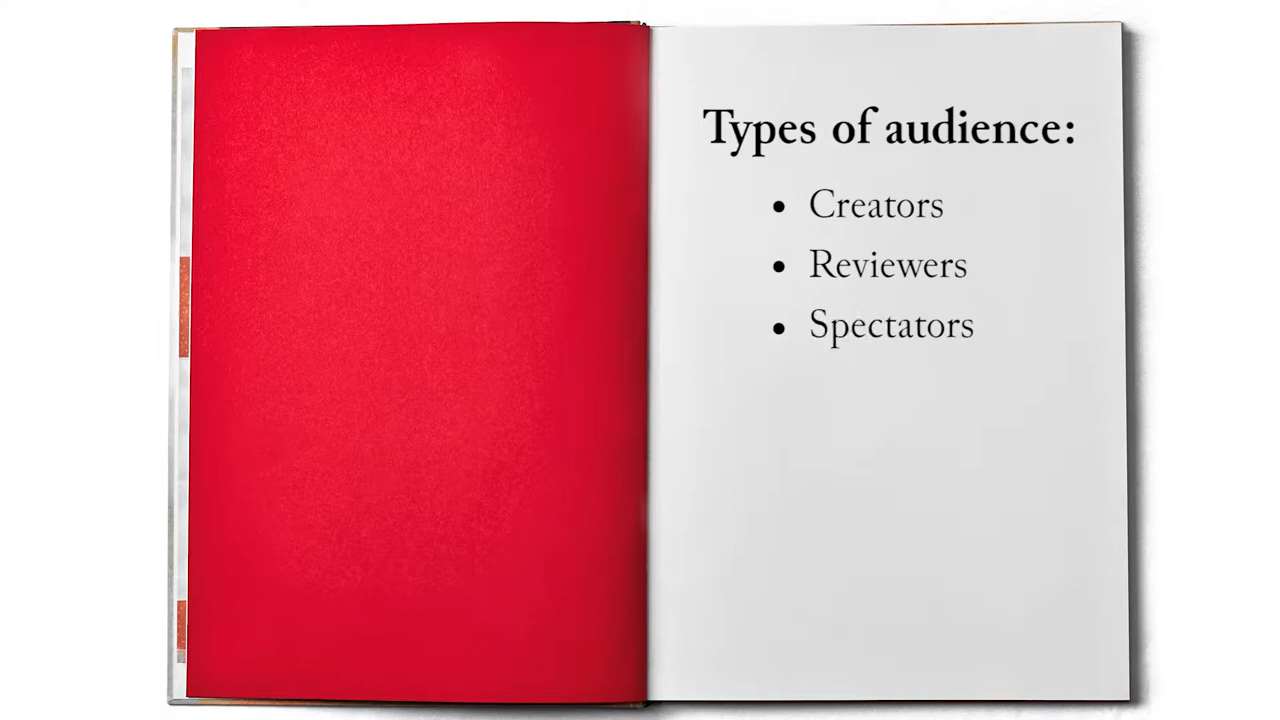 Types of audience:
• Creators
• Reviewers
• Spectators